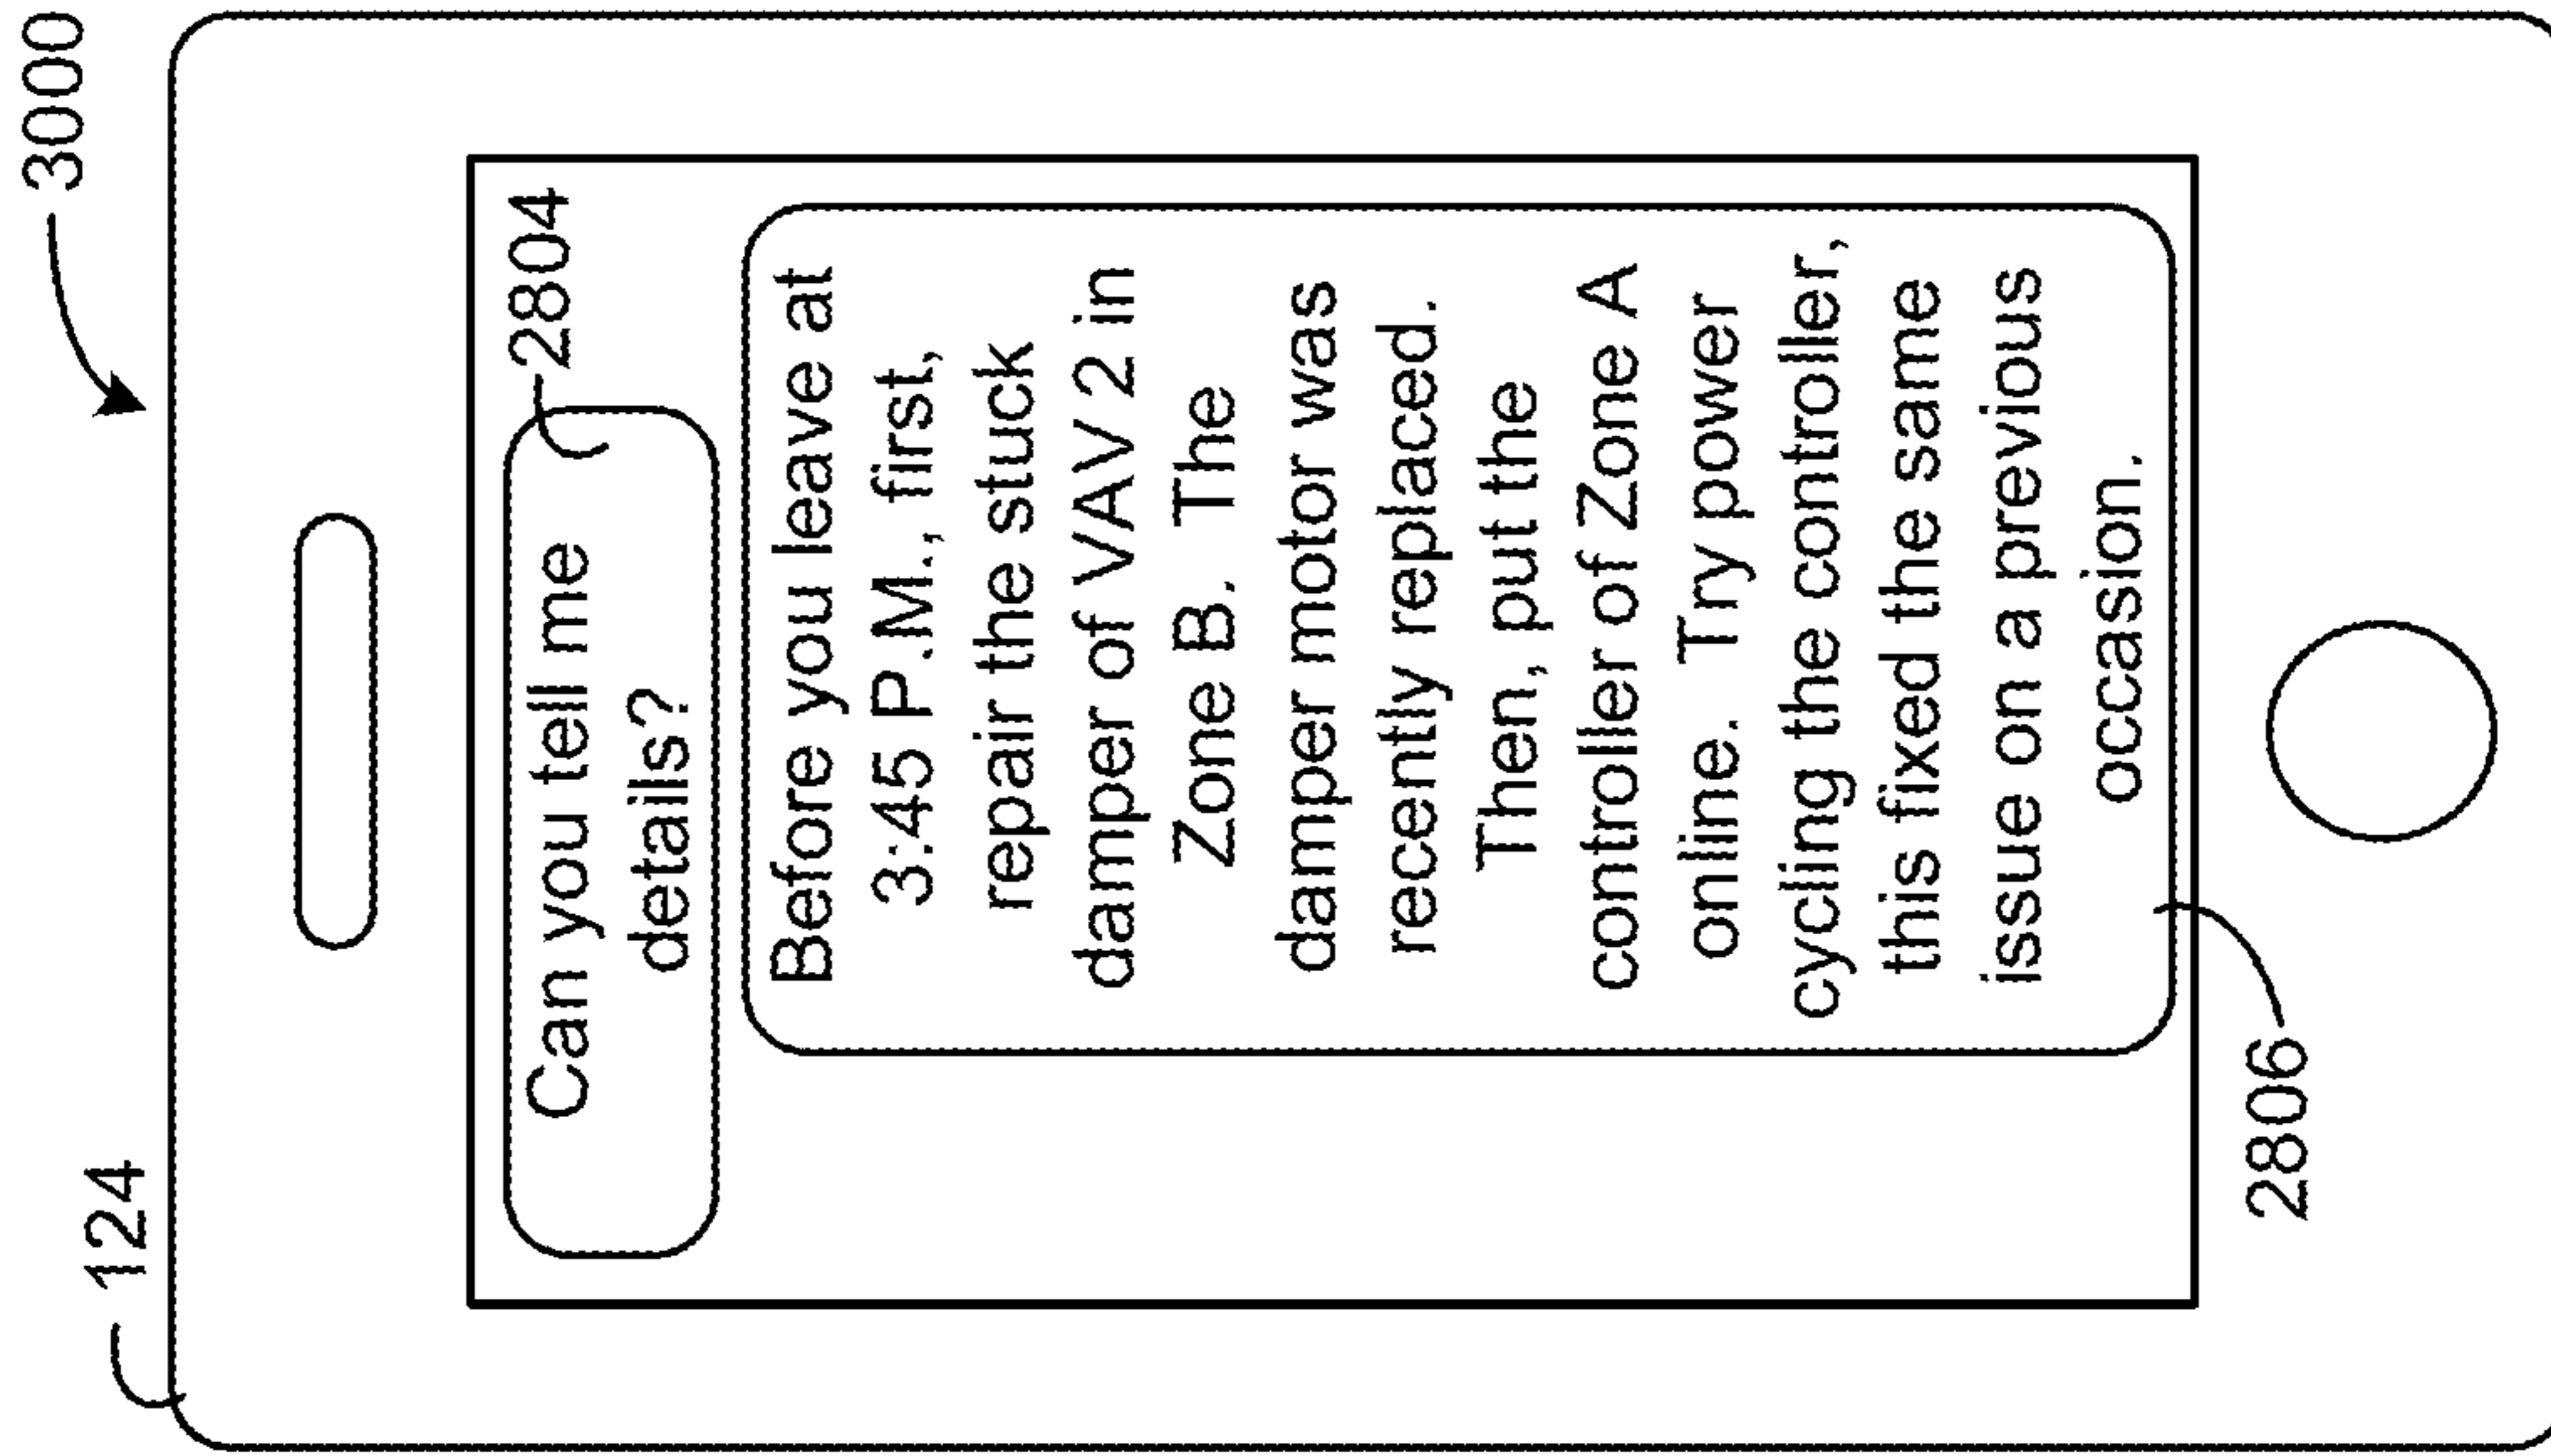 124
3000
2804
Can you tell me
details?
Before you leave at
3:45 P.M., first,
repair the stuck
damper of VAV 2 in
Zone B. The
damper motor was
recently replaced.
Then, put the
controller of Zone A
online. Try power
cycling the controller,
this fixed the same
issue on a previous
occasion.
2806